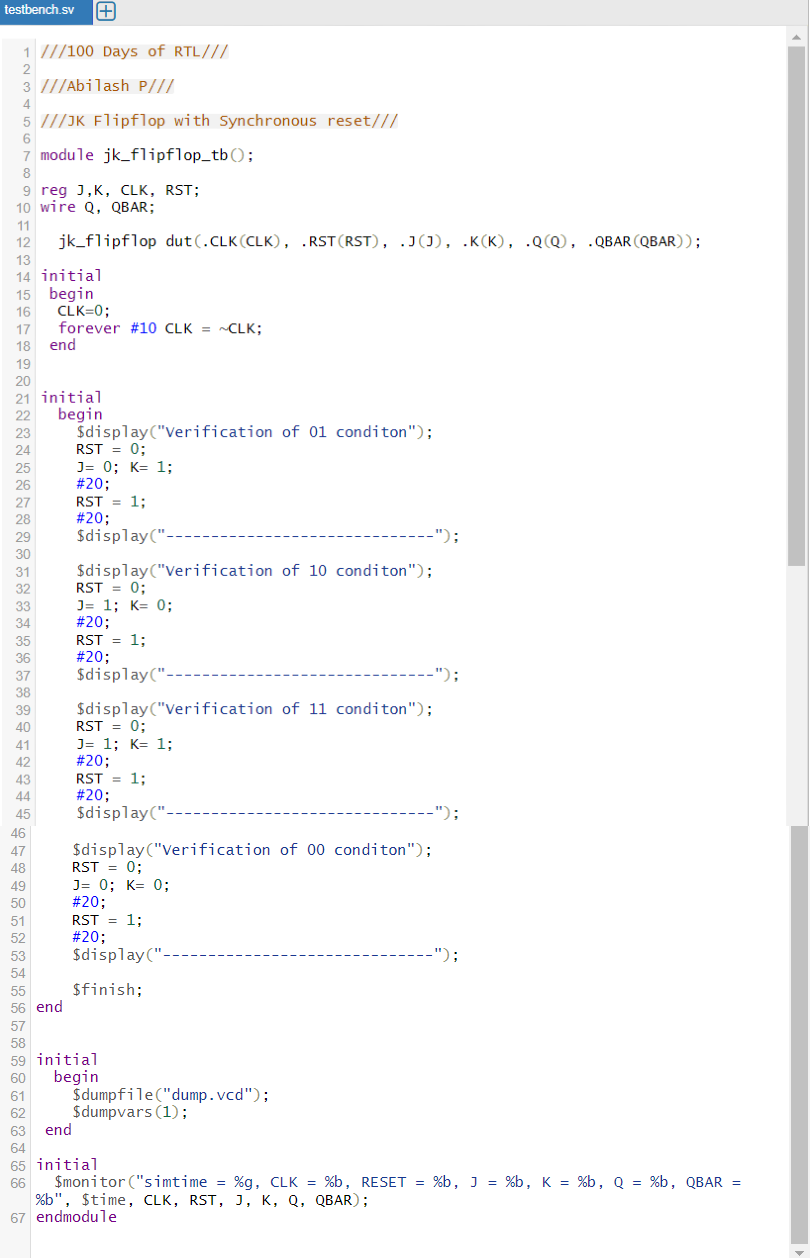 testbench.sv
1 ///100 Days of RTL///
2
3 ///Abilash P///
4
5 ///JK Flipflop with Synchronous reset///
6
7 module jk_flipflop_tb();
8
9 reg J,K, CLK, RST;
10 wire Q, QBAR;
11
12 jk_flipflop dut(.CLK(CLK), .RST(RST), .J(J), .K(K), .Q(Q), .QBAR(QBAR));
13
14 initial
15 begin
16 CLK=0;
17 forever #10 CLK = ~CLK;
18 end
19
20
21 initial
22 begin
23 $display("Verification of 01 conditon");
24 RST = 0;
25 J= 0; K= 1;
26 #20;
27 RST = 1;
28 #20;
29 $display("------------------------------");
30
31 $display("Verification of 10 conditon");
32 RST = 0;
33 J= 1; K= 0;
34 #20;
35 RST = 1;
36 #20;
37 $display("------------------------------");
38
39 $display("Verification of 11 conditon");
40 RST = 0;
41 J= 1; K= 1;
42 #20;
43 RST = 1;
44 #20;
45 $display("------------------------------");
46
47 $display("Verification of 00 conditon");
48 RST = 0;
49 J= 0; K= 0;
50 #20;
51 RST = 1;
52 #20;
53 $display("------------------------------");
54
55 $finish;
56 end
57
58
59 initial
60 begin
61 $dumpfile("dump.vcd");
62 $dumpvars(1);
63 end
64
65 initial
66 $monitor("simtime = %g, CLK = %b, RESET = %b, J = %b, K = %b, Q = %b, QBAR =
%b", $time, CLK, RST, J, K, Q, QBAR);
67 endmodule